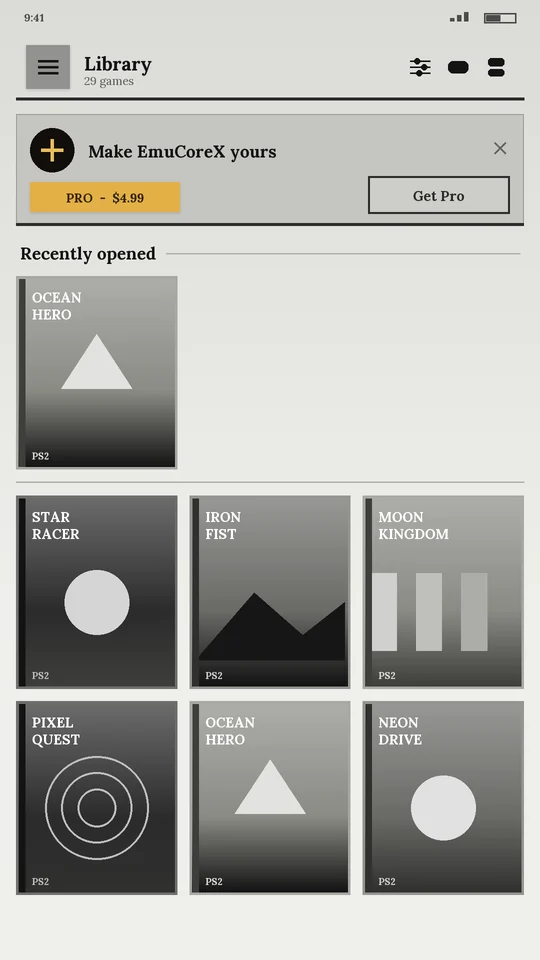 9:41
Library
29 games
Make EmuCoreX yours
PRO - $4.99
Get Pro
Recently opened
OCEAN
HERO
PS2
STAR
RACER
PS2
IRON
FIST
PS2
MOON
KINGDOM
PS2
PIXEL
QUEST
PS2
OCEAN
HERO
PS2
NEON
DRIVE
PS2